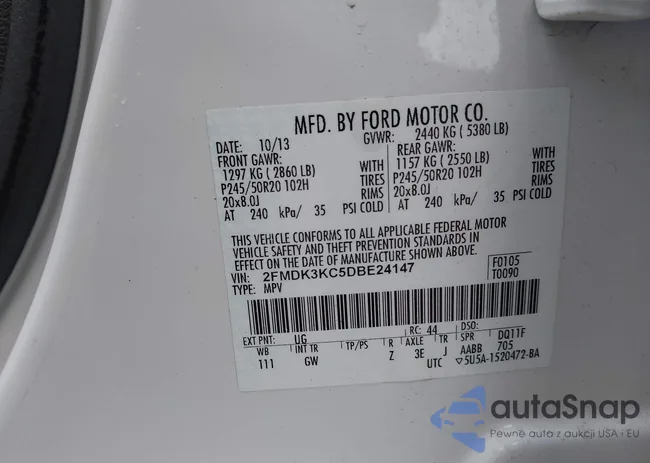 MFD. BY FORD MOTOR CO.
DATE: 10/13 GVWR: 2440 KG ( 5380 LB)
FRONT GAWR: REAR GAWR:
1297 KG ( 2860 LB) WITH 1157 KG ( 2550 LB) WITH
P245/50R20 102H TIRES P245/50R20 102H TIRES
20x8.0J RIMS 20x8.0J RIMS
AT 240 kPa/ 35 PSI COLD AT 240 kPa/ 35 PSI COLD
THIS VEHICLE CONFORMS TO ALL APPLICABLE FEDERAL MOTOR
VEHICLE SAFETY AND THEFT PREVENTION STANDARDS IN
EFFECT ON THE DATE OF MANUFACTURE SHOWN ABOVE.
VIN: 2FMDK3KC5DBE24147 F0105
TYPE: MPV T0090
EXT PNT: UG RC: 44 DSO:
WB INT TR TP/PS R AXLE TR SPR DQ11F
111 GW Z 3E J AABB 705
UTC ▽5U5A-1520472-BA
autaSnap
Pewne auta z aukcji USA i EU